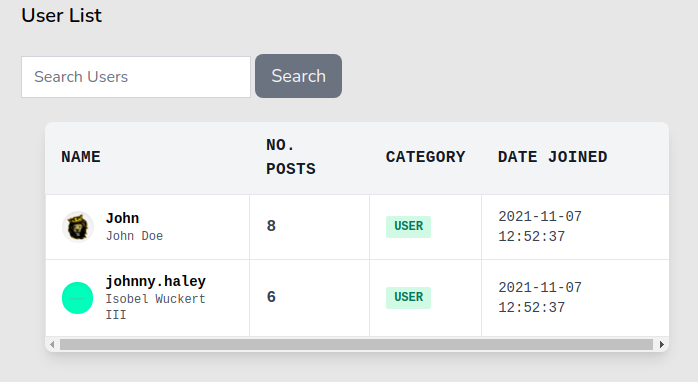 User List
Search Users
Search
NAME
NO.
POSTS
CATEGORY
DATE JOINED
John
John Doe
8
USER
2021-11-07
12:52:37
johnny.haley
Isobel Wuckert
III
6
USER
2021-11-07
12:52:37